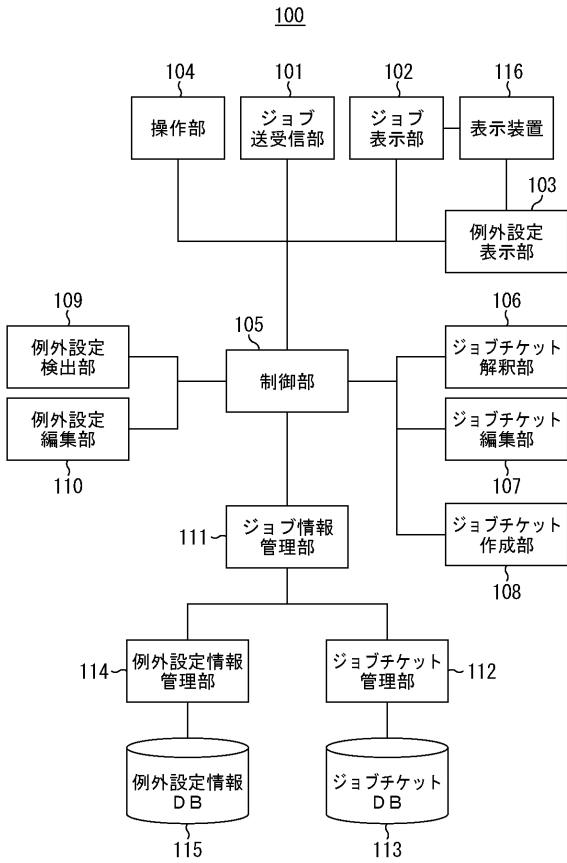 100
104
101
102
116
操作部
ジョブ
送受信部
ジョブ
表示部
表示装置
103
例外設定
表示部
109
105
106
例外設定
検出部
制御部
ジョブチケット
解釈部
例外設定
編集部
ジョブチケット
編集部
110
107
111
ジョブ情報
管理部
ジョブチケット
作成部
108
114
例外設定情報
管理部
ジョブチケット
管理部
112
例外設定情報
DB
ジョブチケット
DB
115
113